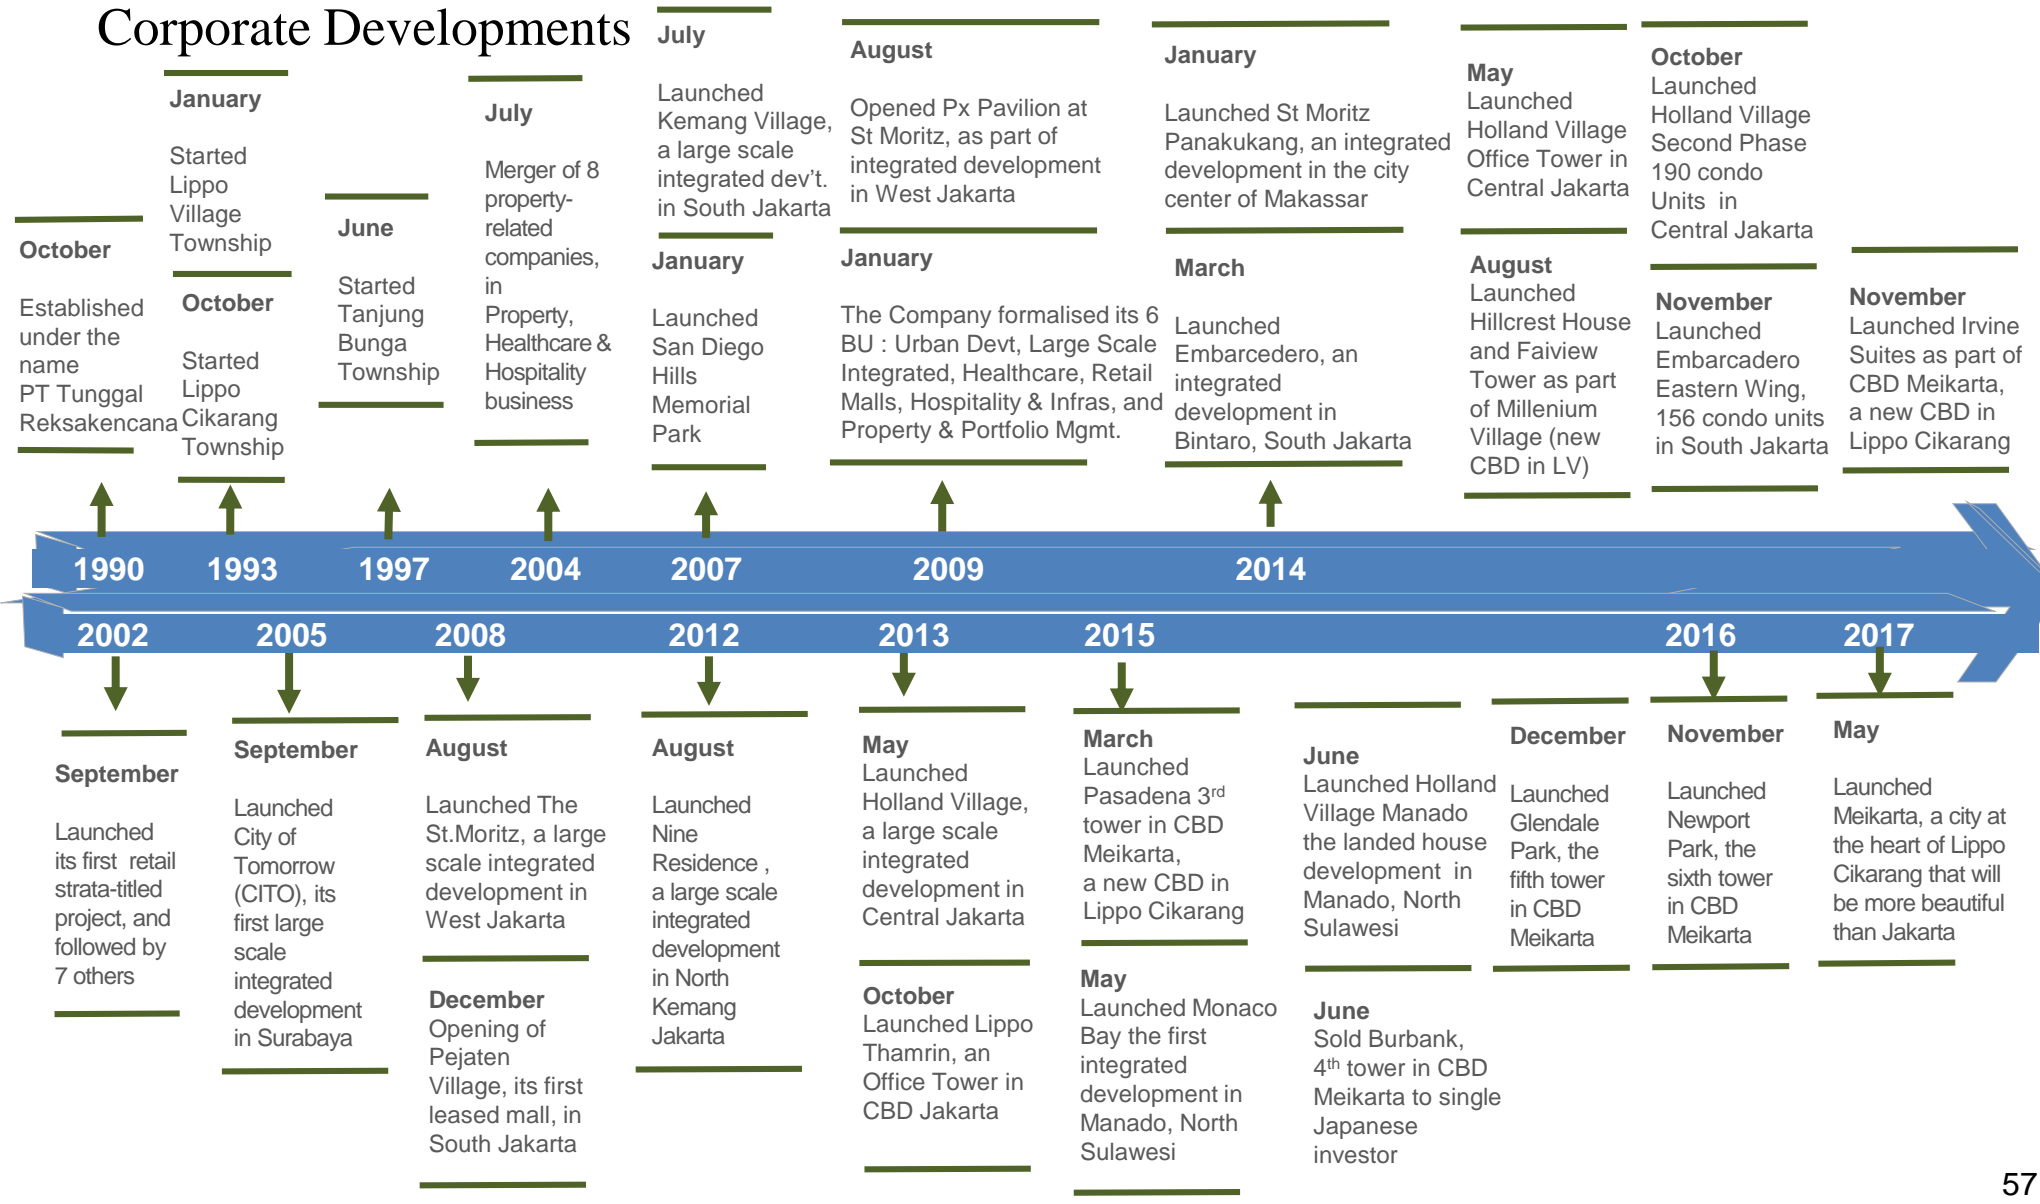 Corporate Developments
October
Established
under the
name
PT Tunggal
Reksakencana
January
Started
Lippo
Village
Township
October
Started
Lippo
Cikarang
Township
June
Started
Tanjung
Bunga
Township
July
Merger of 8
property-
related
companies,
in
Property,
Healthcare &
Hospitality
business
July
Launched
Kemang Village,
a large scale
integrated dev’t.
in South Jakarta
January
Launched
San Diego
Hills
Memorial
Park
August
Opened Px Pavilion at
St Moritz, as part of
integrated development
in West Jakarta
January
The Company formalised its 6
BU : Urban Devt, Large Scale
Integrated, Healthcare, Retail
Malls, Hospitality & Infras, and
Property & Portfolio Mgmt.
January
Launched St Moritz
Panakukang, an integrated
development in the city
center of Makassar
March
Launched
Embarcedero, an
integrated
development in
Bintaro, South Jakarta
May
Launched
Holland Village
Office Tower in
Central Jakarta
August
Launched
Hillcrest House
and Faiview
Tower as part
of Millenium
Village (new
CBD in LV)
October
Launched
Holland Village
Second Phase
190 condo
Units in
Central Jakarta
November
Launched
Embarcadero
Eastern Wing,
156 condo units
in South Jakarta
November
Launched Irvine
Suites as part of
CBD Meikarta,
a new CBD in
Lippo Cikarang
1990 1993 1997 2004 2007 2009 2014
2002 2005 2008 2012 2013 2015 2016 2017
September
Launched
its first retail
strata-titled
project, and
followed by
7 others
September
Launched
City of
Tomorrow
(CITO), its
first large
scale
integrated
development
in Surabaya
August
Launched The
St.Moritz, a large
scale integrated
development in
West Jakarta
December
Opening of
Pejaten
Village, its first
leased mall, in
South Jakarta
August
Launched
Nine
Residence ,
a large scale
integrated
development
in North
Kemang
Jakarta
May
Launched
Holland Village,
a large scale
integrated
development in
Central Jakarta
October
Launched Lippo
Thamrin, an
Office Tower in
CBD Jakarta
March
Launched
Pasadena 3rd
tower in CBD
Meikarta,
a new CBD in
Lippo Cikarang
May
Launched Monaco
Bay the first
integrated
development in
Manado, North
Sulawesi
June
Launched Holland
Village Manado
the landed house
development in
Manado, North
Sulawesi
June
Sold Burbank,
4th tower in CBD
Meikarta to single
Japanese
investor
December
Launched
Glendale
Park, the
fifth tower
in CBD
Meikarta
November
Launched
Newport
Park, the
sixth tower
in CBD
Meikarta
May
Launched
Meikarta, a city at
the heart of Lippo
Cikarang that will
be more beautiful
than Jakarta
57